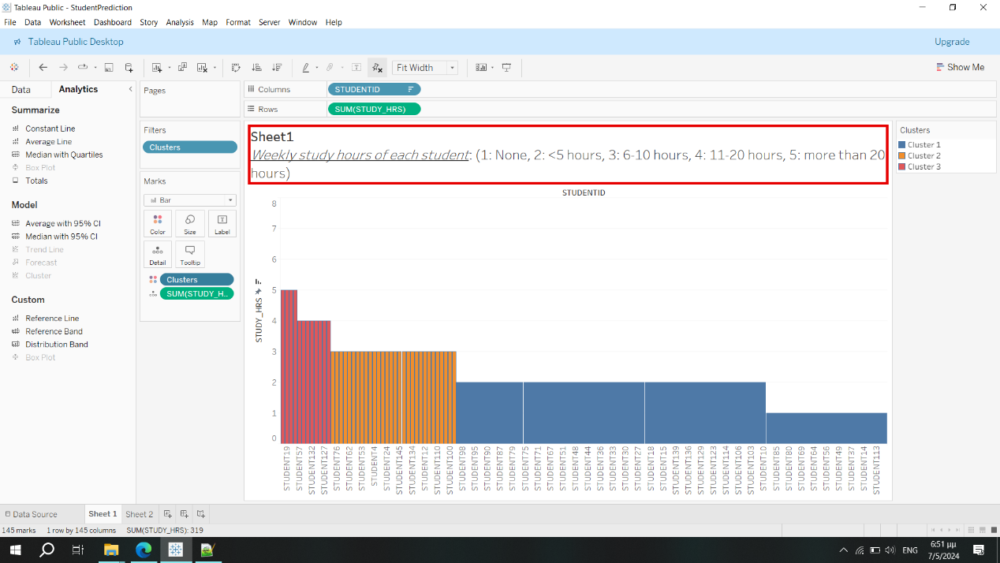 Tableau Public - StudentPrediction
File Data Worksheet Dashboard Story Analysis Map Format Server Window Help
Tableau Public Desktop
Upgrade
Fit Width
Show Me
Data
Analytics
Summarize
Constant Line
Average Line
Median with Quartiles
Box Plot
Totals
Model
Average with 95% CI
Median with 95% CI
Trend Line
Forecast
Cluster
Custom
Reference Line
Reference Band
Distribution Band
Box Plot
Pages
Filters
Clusters
Marks
Bar
Color
Size
Label
Detail
Tooltip
Clusters
SUM(STUDY_H..
Columns
STUDENTID
Rows
SUM(STUDY_HRS)
Sheet1
Weekly study hours of each student: (1: None, 2: <5 hours, 3: 6-10 hours, 4: 11-20 hours, 5: more than 20
hours)
STUDENTID
STUDY_HRS
8
7
6
5
4
3
2
1
0
STUDENT19
STUDENT57
STUDENT132
STUDENT127
STUDENT76
STUDENT62
STUDENT53
STUDENT4
STUDENT24
STUDENT145
STUDENT134
STUDENT12
STUDENT110
STUDENT100
STUDENT98
STUDENT95
STUDENT90
STUDENT87
STUDENT79
STUDENT75
STUDENT71
STUDENT67
STUDENT51
STUDENT48
STUDENT44
STUDENT36
STUDENT33
STUDENT30
STUDENT27
STUDENT18
STUDENT15
STUDENT139
STUDENT136
STUDENT129
STUDENT123
STUDENT114
STUDENT106
STUDENT103
STUDENT10
STUDENT85
STUDENT80
STUDENT69
STUDENT64
STUDENT56
STUDENT49
STUDENT37
STUDENT14
STUDENT113
Clusters
Cluster 1
Cluster 2
Cluster 3
Data Source
Sheet 1
Sheet 2
145 marks 1 row by 145 columns SUM(STUDY_HRS): 319
ENG
6:51 μμ
7/5/2024